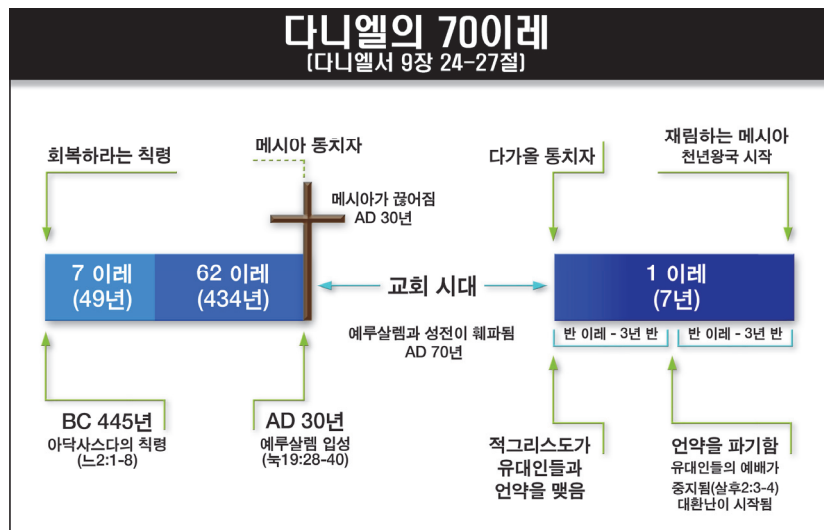 다니엘의 70이레
(다니엘서 9장 24-27절)
회복하라는 칙령
메시아 통치자
메시아가 끊어짐
AD 30년
다가올 통치자
재림하는 메시아
천년왕국 시작
7 이레
(49년)
62 이레
(434년)
교회 시대
1 이레
(7년)
예루살렘과 성전이 훼파됨
AD 70년
반 이레 - 3년 반
반 이레 - 3년 반
BC 445년
아닥사스다의 칙령
(느2:1-8)
AD 30년
예루살렘 입성
(눅19:28-40)
적그리스도가
유대인들과
언약을 맺음
언약을 파기함
유대인들의 예배가
중지됨(살후2:3-4)
대환난이 시작됨